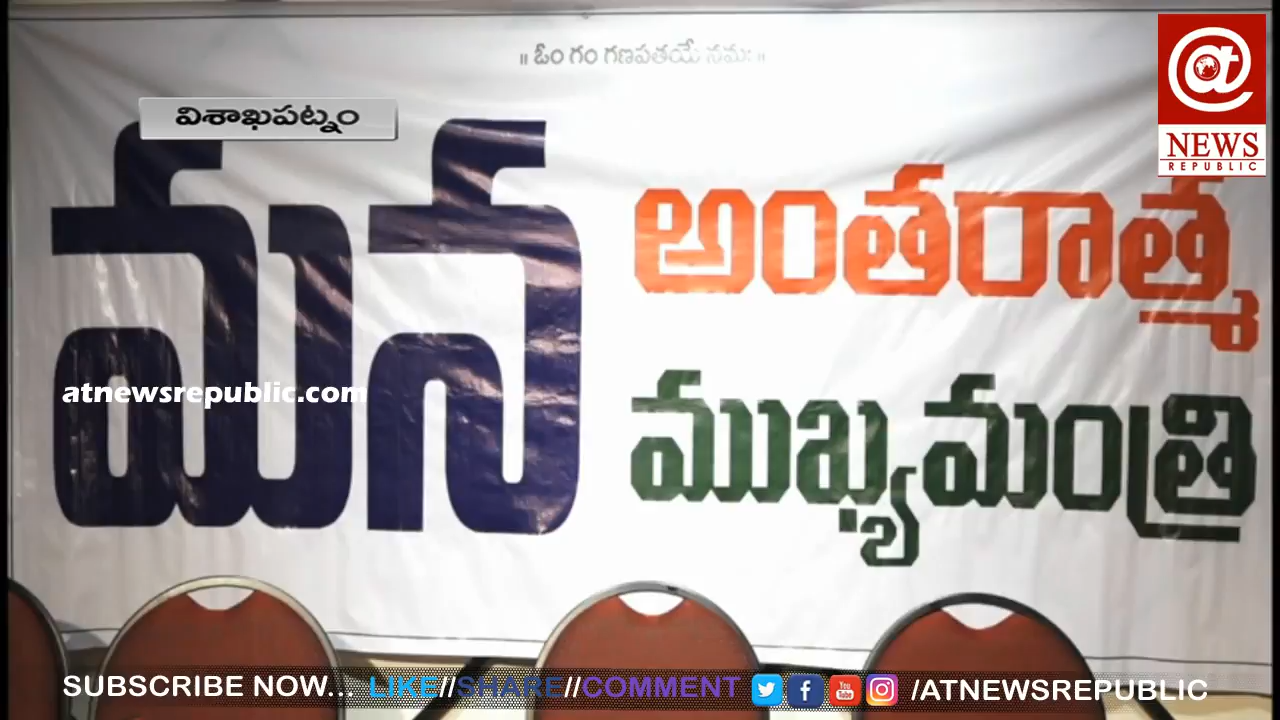 ॥ ఓం గం గణపతయే నమః ॥
విశాఖపట్నం
మన
అంతరాత్మ
ముఖ్యమంత్రి
@
NEWS
REPUBLIC
atnewsrepublic.com
SUBSCRIBE NOW... LIKE//SHARE//COMMENT /ATNEWSREPUBLIC